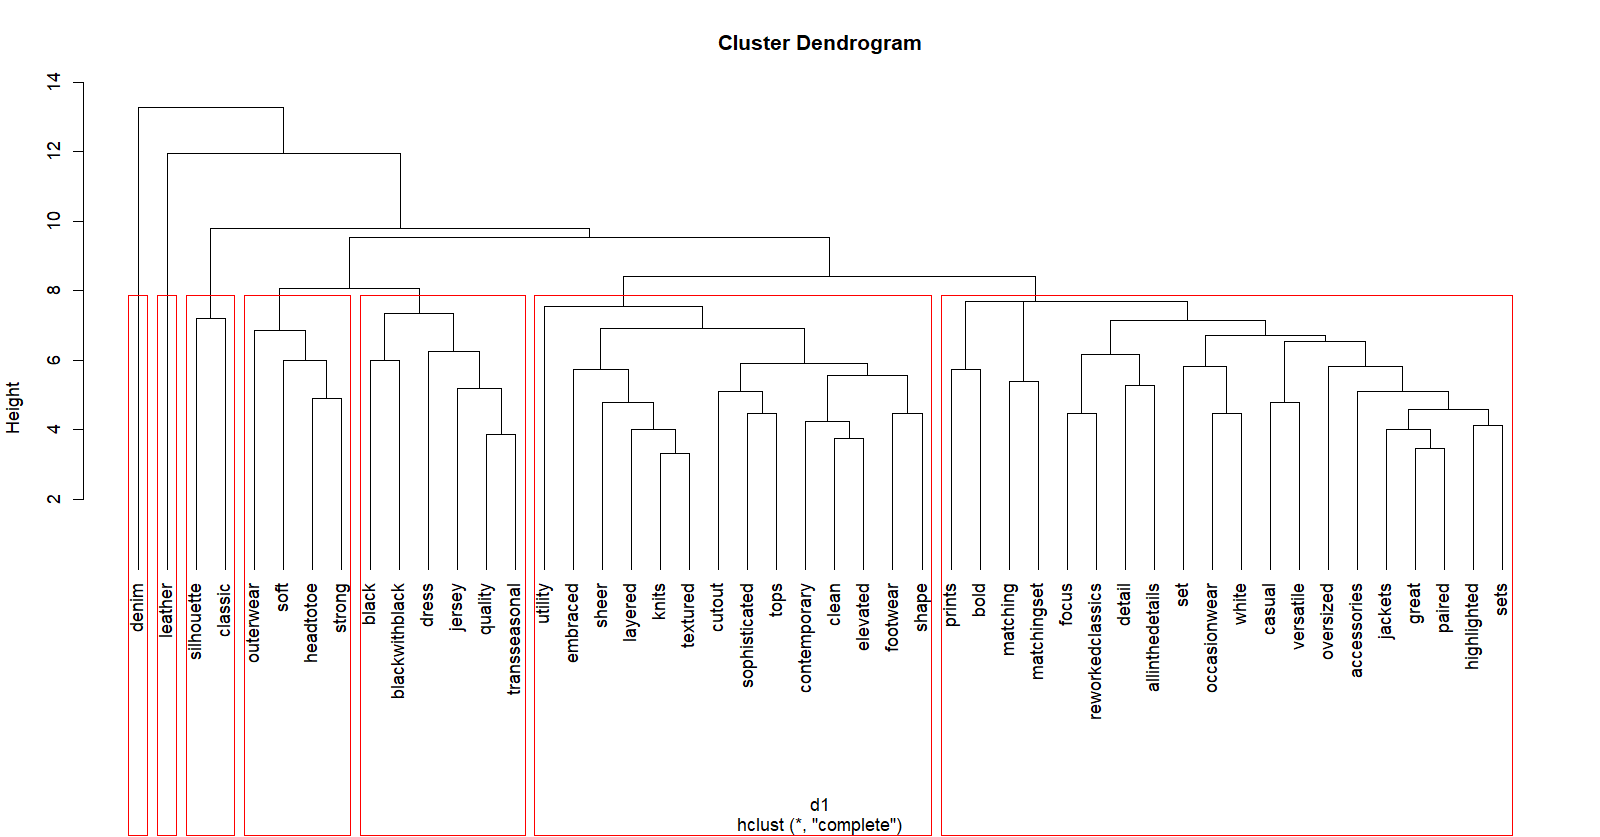 Cluster Dendrogram
14
12
10
8
6
4
2
Height
denim
leather
silhouette
classic
outerwear
soft
headtotoe
strong
black
blackwithblack
dress
jersey
quality
transseasonal
utility
embraced
sheer
layered
knits
textured
cutout
sophisticated
tops
contemporary
clean
elevated
footwear
shape
prints
bold
matching
matchingset
focus
reworkedclassics
detail
allinthedetails
set
occasionwear
white
casual
versatile
oversized
accessories
jackets
great
paired
highlighted
sets
d1
hclust (*, "complete")